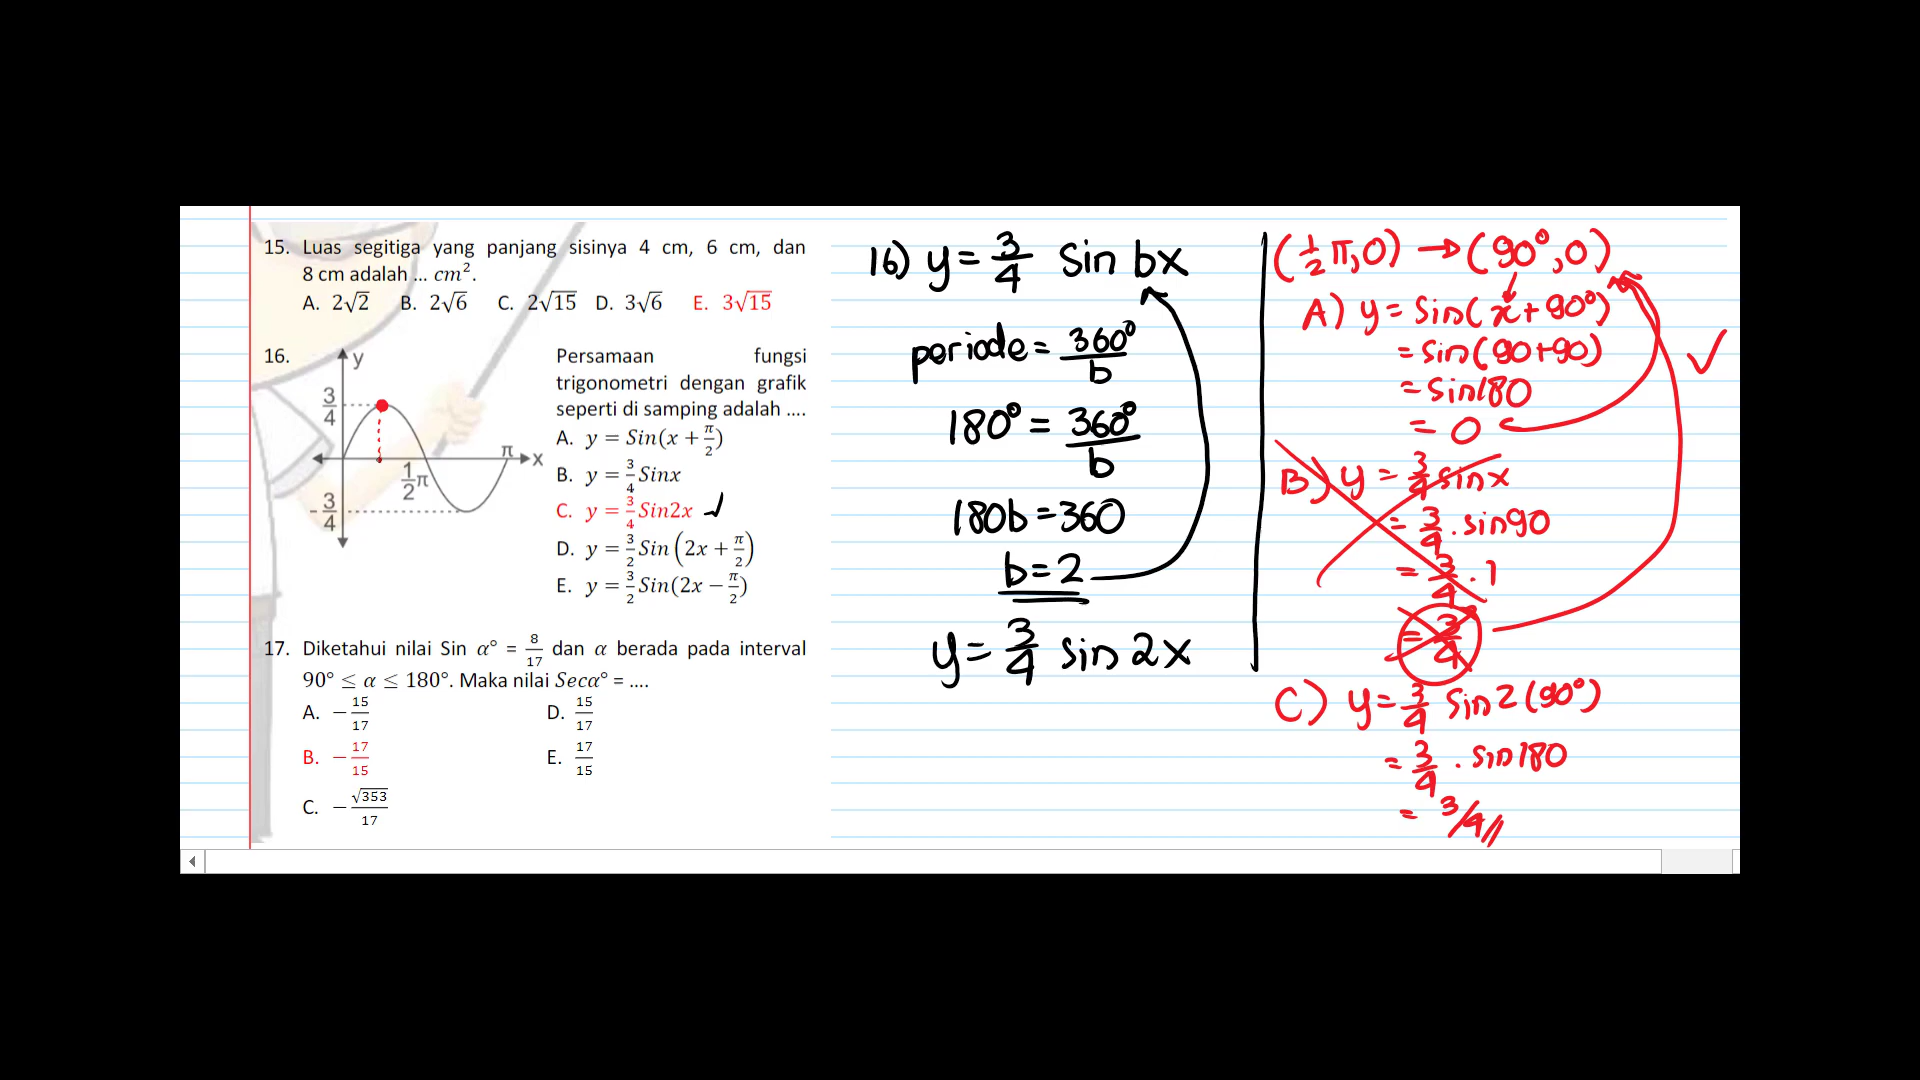 15. Luas segitiga yang panjang sisinya 4 cm, 6 cm, dan
8 cm adalah ... cm².
A. 2√2 B. 2√6 C. 2√15 D. 3√6 E. 3√15
16.
y
3/4
-3/4
1/2 π
π
x
Persamaan fungsi
trigonometri dengan grafik
seperti di samping adalah ....
A. y = Sin(x + π/2)
B. y = 3/4 Sinx
C. y = 3/4 Sin2x ✓
D. y = 3/2 Sin (2x + π/2)
E. y = 3/2 Sin(2x − π/2)
17. Diketahui nilai Sin α° = 8/17 dan α berada pada interval
90° ≤ α ≤ 180°. Maka nilai Secα° = ....
A. −15/17 D. 15/17
B. −17/15 E. 17/15
C. −√353/17
16) y = 3/4 sin bx
periode = 360°/b
180° = 360°/b
180b = 360
b = 2
y = 3/4 sin 2x
(1/2 π, 0) → (90°, 0)
A) y = sin(x + 90°)
= sin(90+90)
= sin180
= 0
✓
B) y = 3/4 sinx
= 3/4 . sin90
= 3/4 . 1
= 3/4
C) y = 3/4 sin2(90°)
= 3/4 . sin180
= 3/4 //